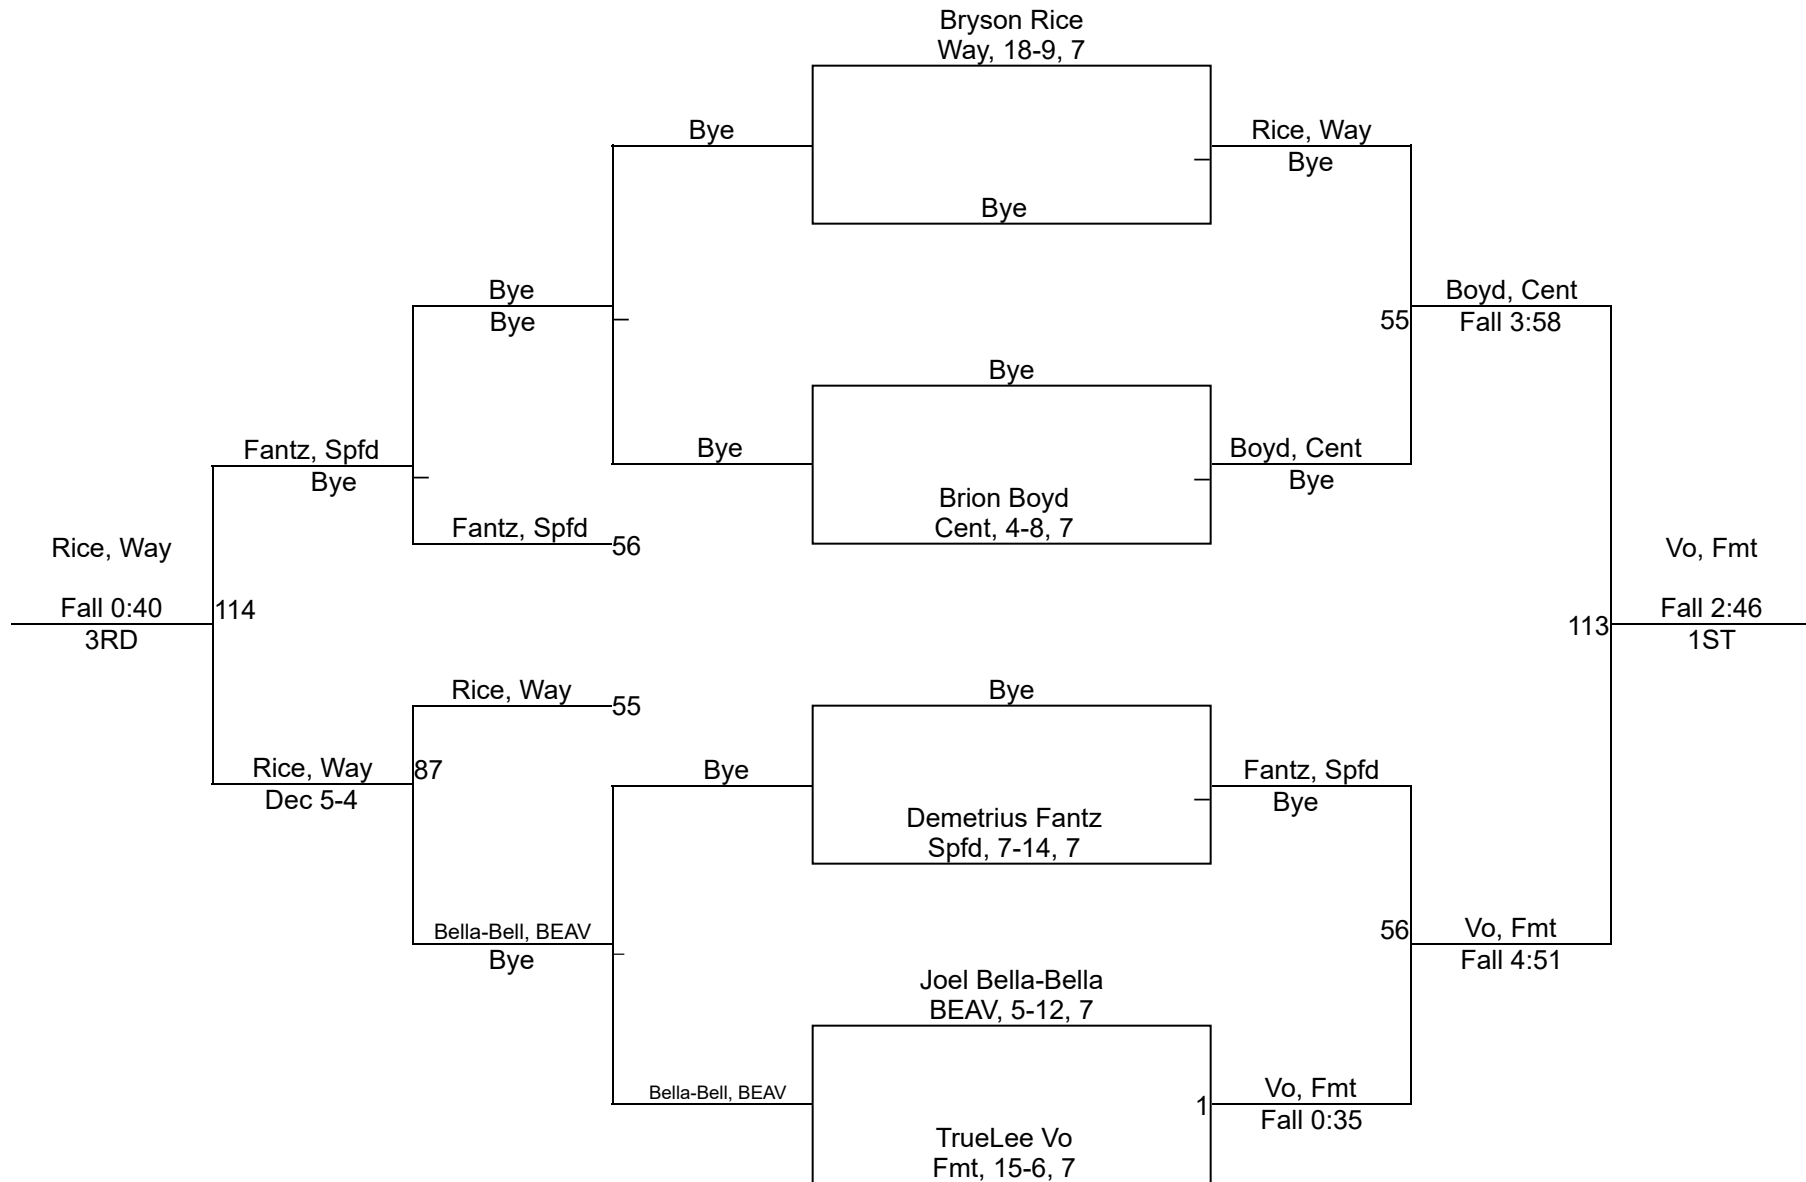 Bryson Rice
Way, 18-9, 7
Bye
Rice, Way
Bye
Bye
Bye
Bye
Boyd, Cent
55
Fall 3:58
Bye
Fantz, Spfd
Bye
Bye
Boyd, Cent
Bye
Brion Boyd
Cent, 4-8, 7
Fantz, Spfd
56
Rice, Way
Vo, Fmt
Fall 0:40
114
3RD
113
Fall 2:46
1ST
Rice, Way
55
Bye
Rice, Way
87
Dec 5-4
Bye
Fantz, Spfd
Bye
Demetrius Fantz
Spfd, 7-14, 7
Bella-Bell, BEAV
Bye
56
Vo, Fmt
Fall 4:51
Joel Bella-Bella
BEAV, 5-12, 7
Bella-Bell, BEAV
1
Vo, Fmt
Fall 0:35
TrueLee Vo
Fmt, 15-6, 7